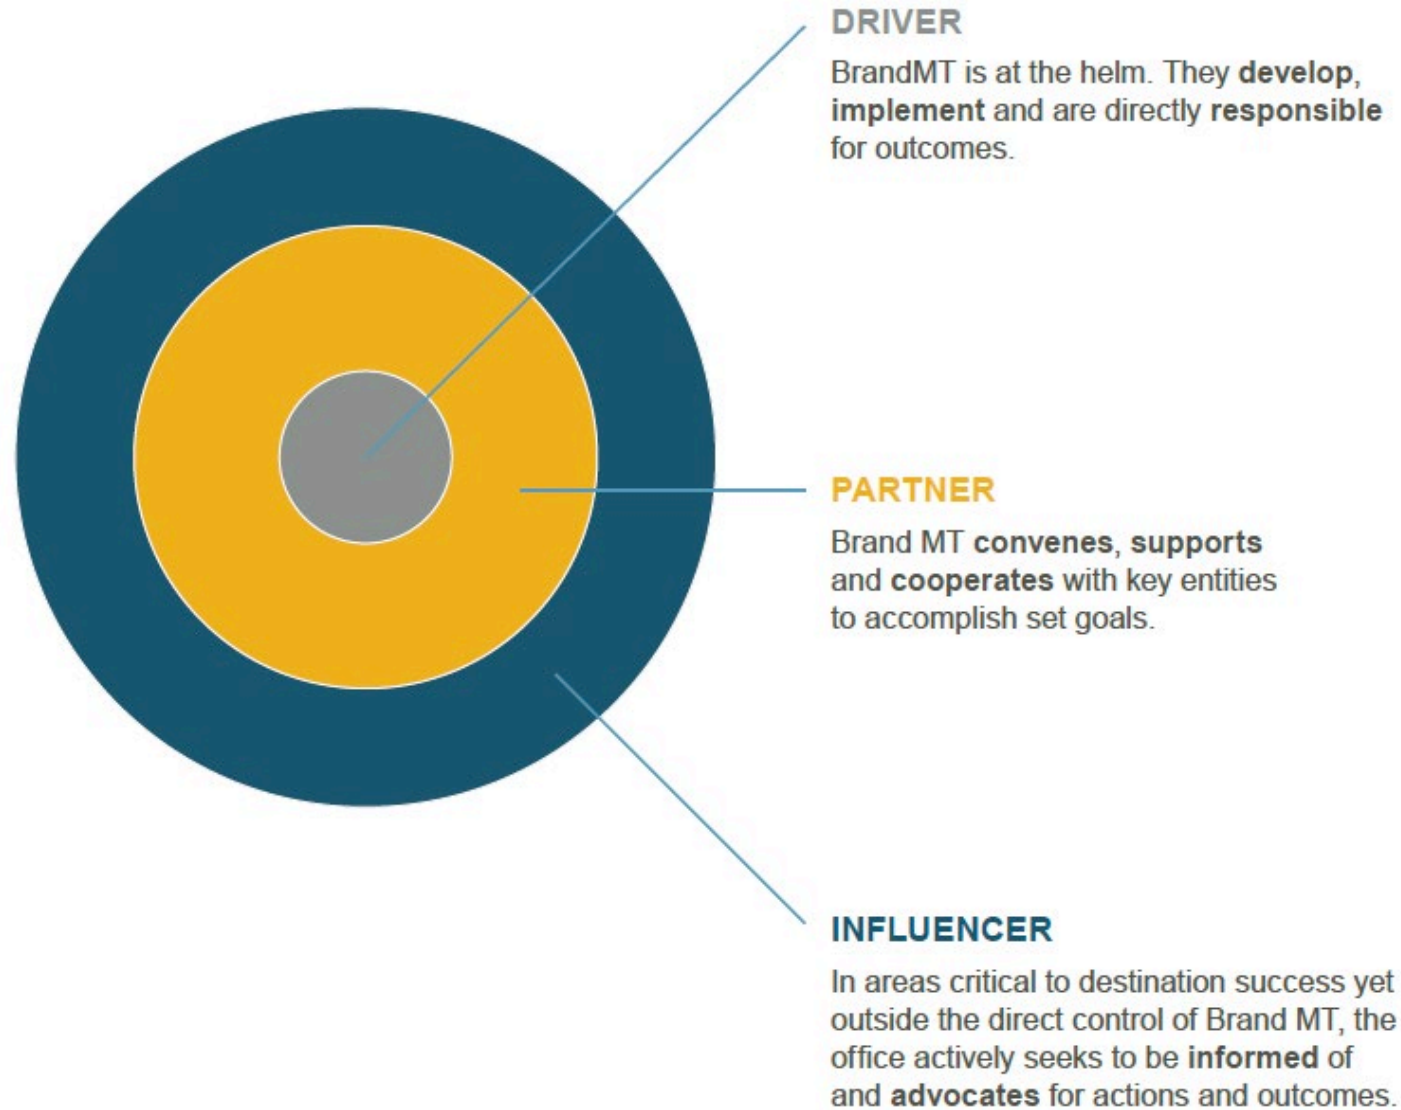 DRIVER
BrandMT is at the helm. They develop,
implement and are directly responsible
for outcomes.
PARTNER
Brand MT convenes, supports
and cooperates with key entities
to accomplish set goals.
INFLUENCER
In areas critical to destination success yet
outside the direct control of Brand MT, the
office actively seeks to be informed of
and advocates for actions and outcomes.